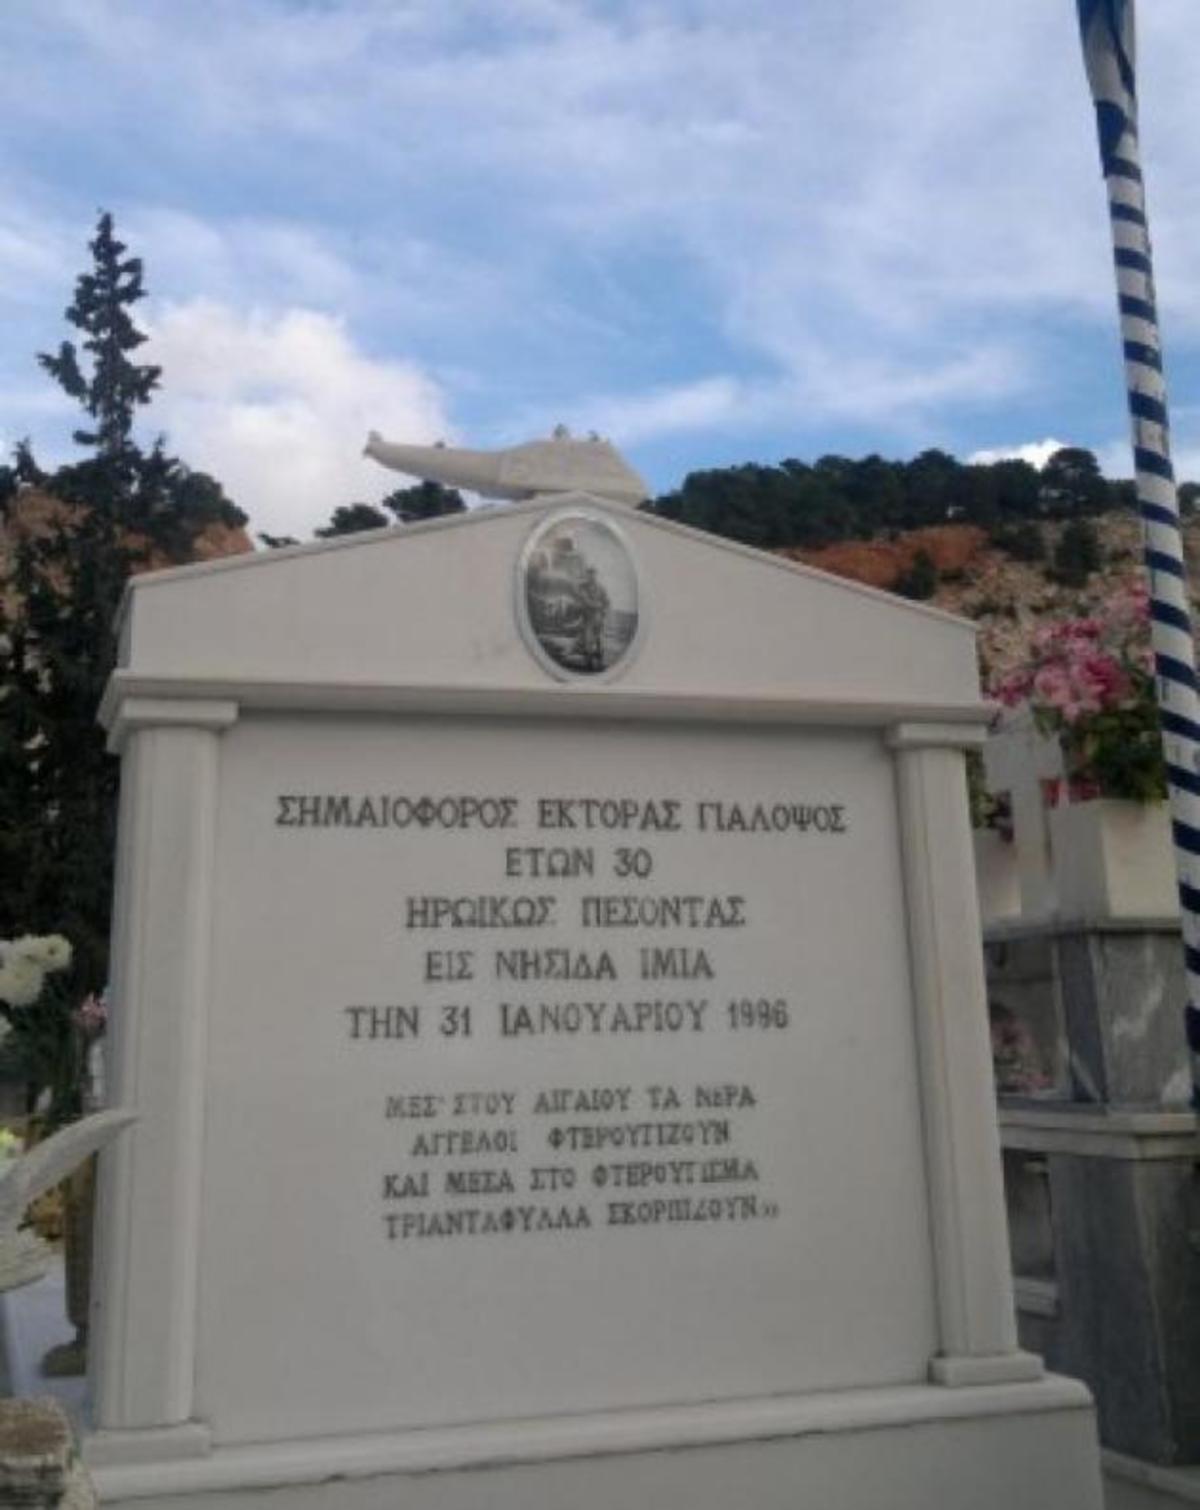 ΣΗΜΑΙΟΦΟΡΟΣ ΕΚΤΟΡΑΣ ΓΙΑΛΟΨΟΣ
ΕΤΩΝ 30
ΗΡΩΙΚΩΣ ΠΕΣΟΝΤΑΣ
ΕΙΣ ΝΗΣΙΔΑ ΙΜΙΑ
ΤΗΝ 31 ΙΑΝΟΥΑΡΙΟΥ 1996
ΜΕΣ' ΣΤΟΥ ΑΙΓΑΙΟΥ ΤΑ ΝΕΡΑ
ΑΓΓΕΛΟΙ ΦΤΕΡΟΥΓΙΖΟΥΝ
ΚΑΙ ΜΕΣΑ ΣΤΟ ΦΤΕΡΟΥΓΙΣΜΑ
ΤΡΙΑΝΤΑΦΥΛΛΑ ΣΚΟΡΠΙΖΟΥΝ»